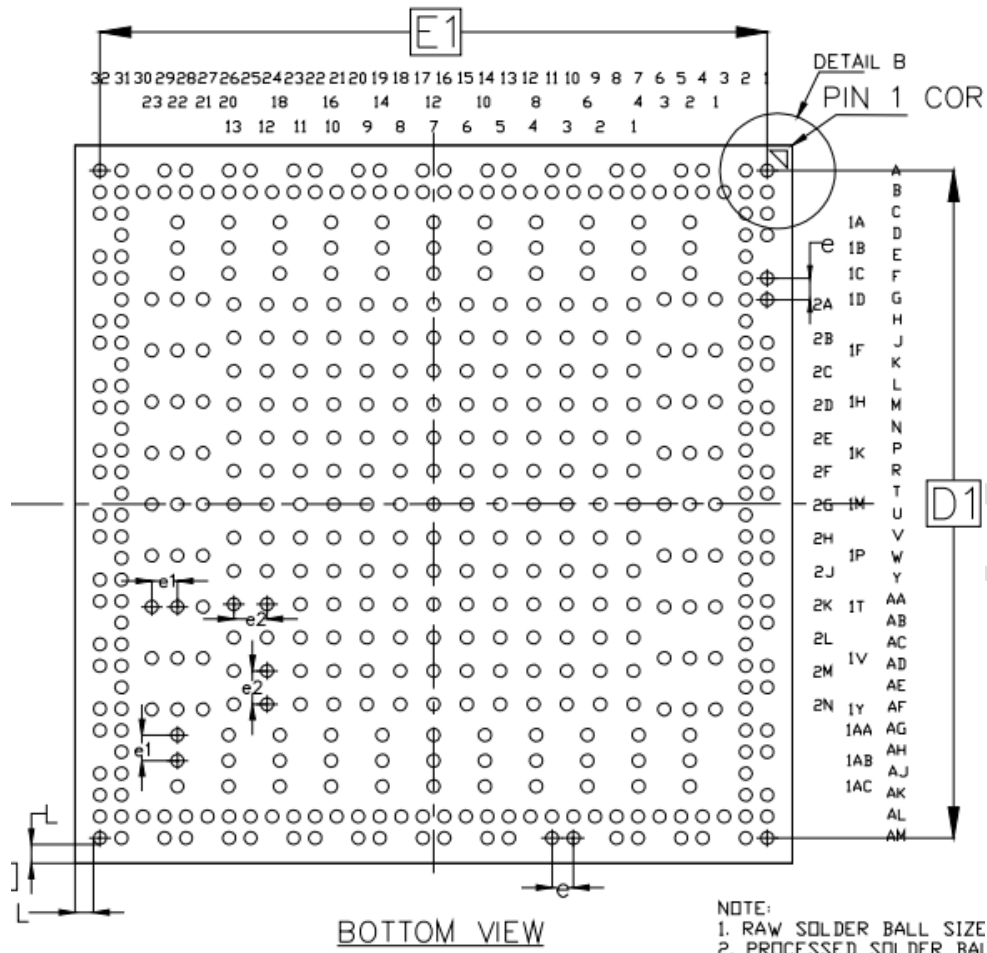 E1
DETAIL B
32 31 30 29 28 27 26 25 24 23 22 21 20 19 18 17 16 15 14 13 12 11 10 9 8 7 6 5 4 3 2 1
PIN 1 COR
23 22 21 20 18 16 14 12 10 8 6 4 3 2 1
13 12 11 10 9 8 7 6 5 4 3 2 1
A
B
C
1A
D
1B
E
e
1C
F
1D
G
2A
H
2B
J
1F
K
2C
L
2D
1H
M
N
2E
1K
P
2F
R
T
2G
1M
D1
U
2H
V
1P
W
2J
Y
e1
2K
1T
AA
e2
AB
2L
AC
1V
AD
2M
e2
AE
2N
1Y
AF
1AA
AG
e1
AH
1AB
AJ
1AC
AK
AL
L
AM
e
L
BOTTOM VIEW
NOTE:
1. RAW SOLDER BALL SIZE
2. PROCESSED SOLDER BAL